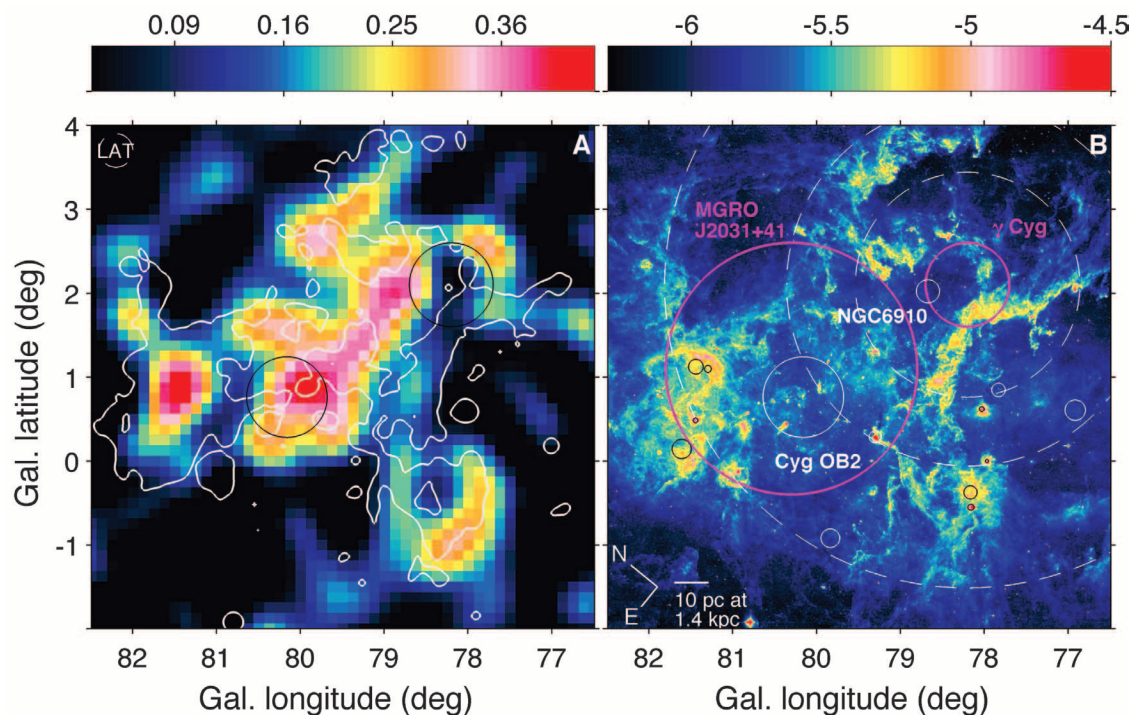 0.09 0.16 0.25 0.36
-6 -5.5 -5 -4.5
4
3
2
1
0
-1
Gal. latitude (deg)
LAT
A
82 81 80 79 78 77
Gal. longitude (deg)
B
MGRO
J2031+41
γ Cyg
NGC6910
Cyg OB2
N
E
10 pc at
1.4 kpc
82 81 80 79 78 77
Gal. longitude (deg)